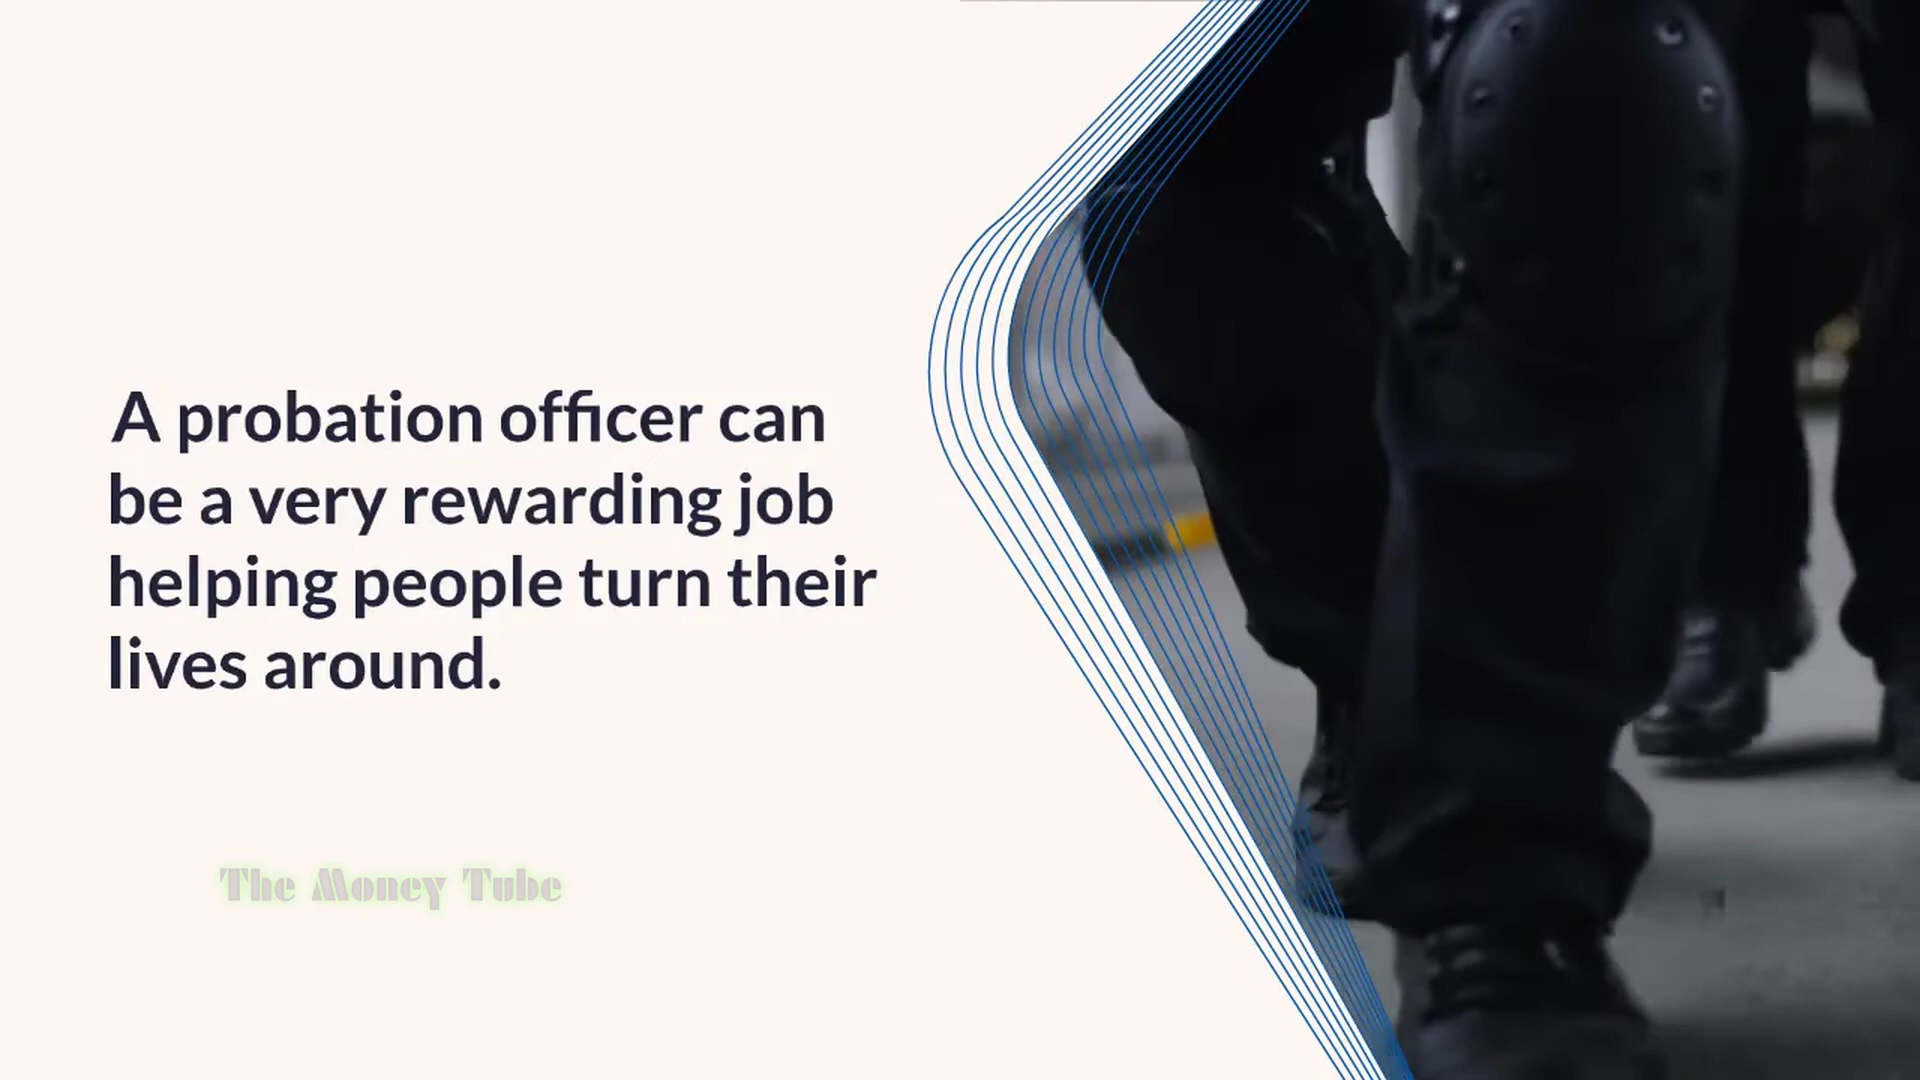 A probation officer can
be a very rewarding job
helping people turn their
lives around.
The Money Tube